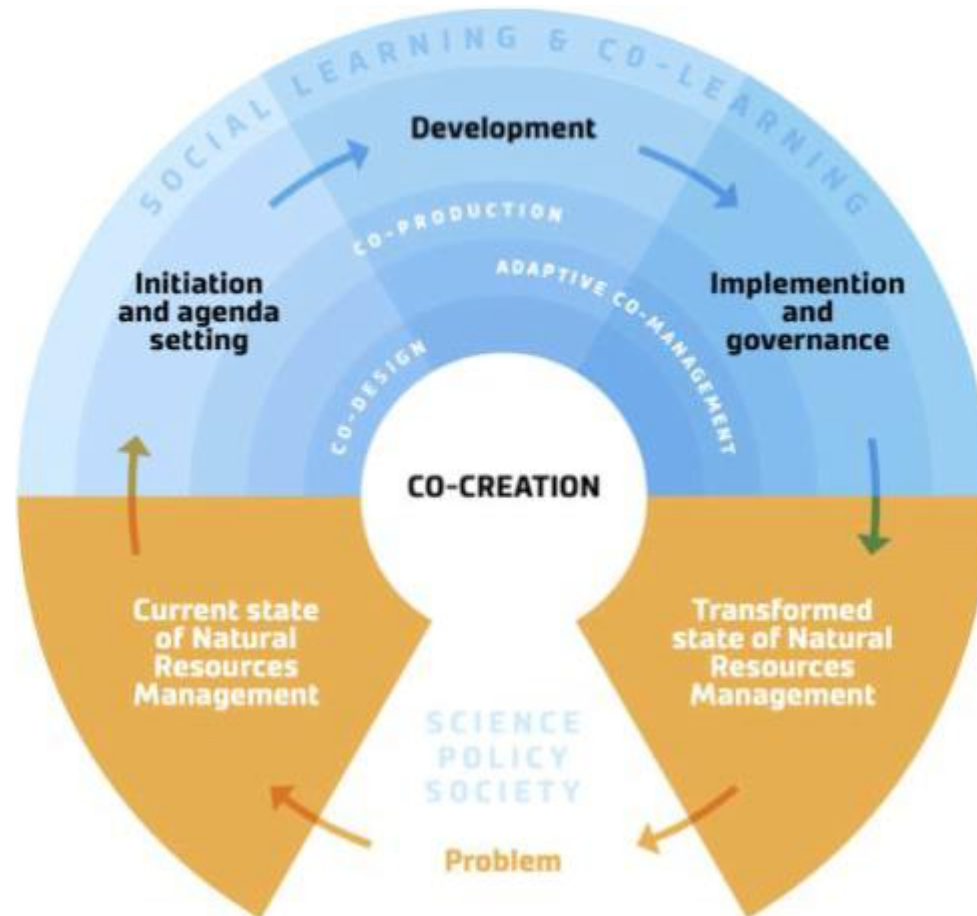 SOCIAL LEARNING & CO-LEARNING
Development
CO-PRODUCTION
ADAPTIVE CO-MANAGEMENT
CO-DESIGN
Initiation
and agenda
setting
Implemention
and
governance
CO-CREATION
Current state
of Natural
Resources
Management
Transformed
state of Natural
Resources
Management
SCIENCE
POLICY
SOCIETY
Problem